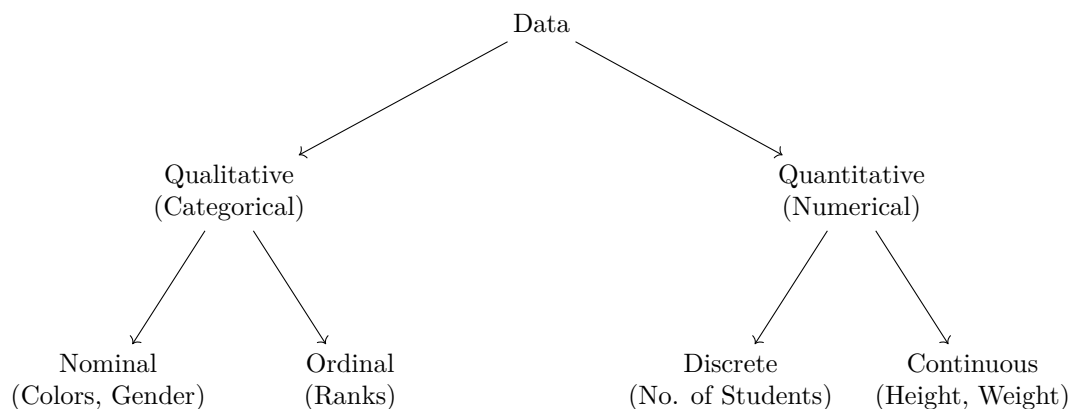 Data
Qualitative
(Categorical)
Quantitative
(Numerical)
Nominal
(Colors, Gender)
Ordinal
(Ranks)
Discrete
(No. of Students)
Continuous
(Height, Weight)